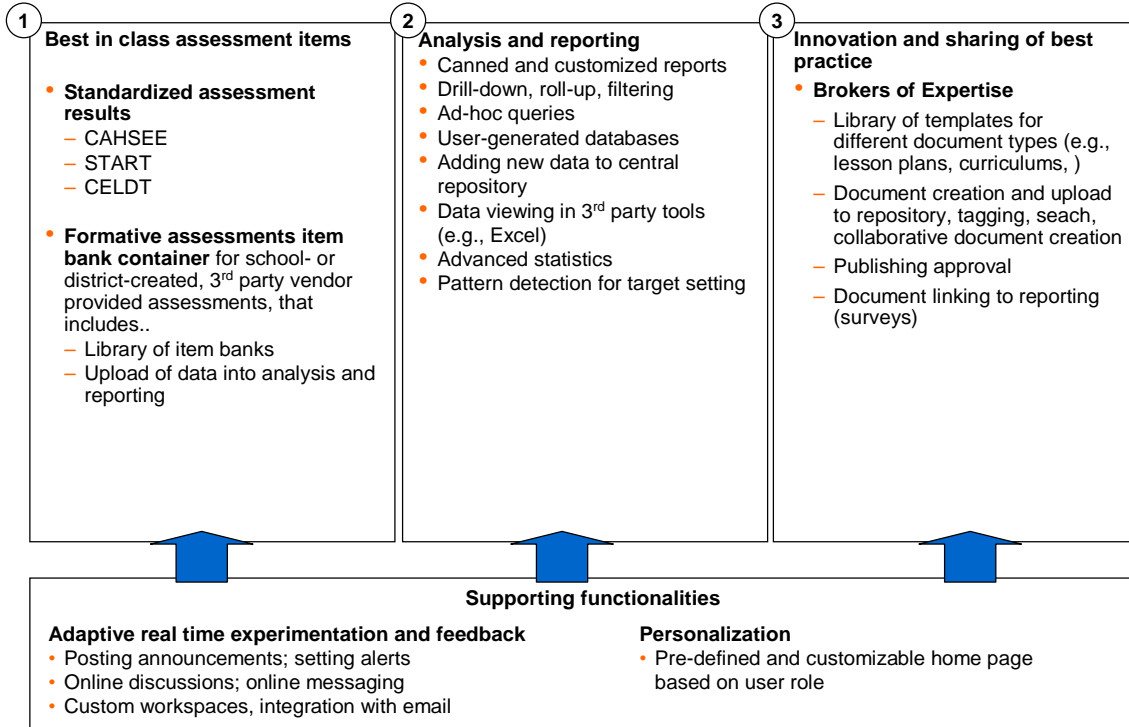 1
Best in class assessment items
• Standardized assessment
results
– CAHSEE
– START
– CELDT
• Formative assessments item
bank container for school- or
district-created, 3rd party vendor
provided assessments, that
includes..
– Library of item banks
– Upload of data into analysis and
reporting
2
Analysis and reporting
• Canned and customized reports
• Drill-down, roll-up, filtering
• Ad-hoc queries
• User-generated databases
• Adding new data to central
repository
• Data viewing in 3rd party tools
(e.g., Excel)
• Advanced statistics
• Pattern detection for target setting
3
Innovation and sharing of best
practice
• Brokers of Expertise
– Library of templates for
different document types (e.g.,
lesson plans, curriculums, )
– Document creation and upload
to repository, tagging, seach,
collaborative document creation
– Publishing approval
– Document linking to reporting
(surveys)
Supporting functionalities
Adaptive real time experimentation and feedback
• Posting announcements; setting alerts
• Online discussions; online messaging
• Custom workspaces, integration with email
Personalization
• Pre-defined and customizable home page
based on user role